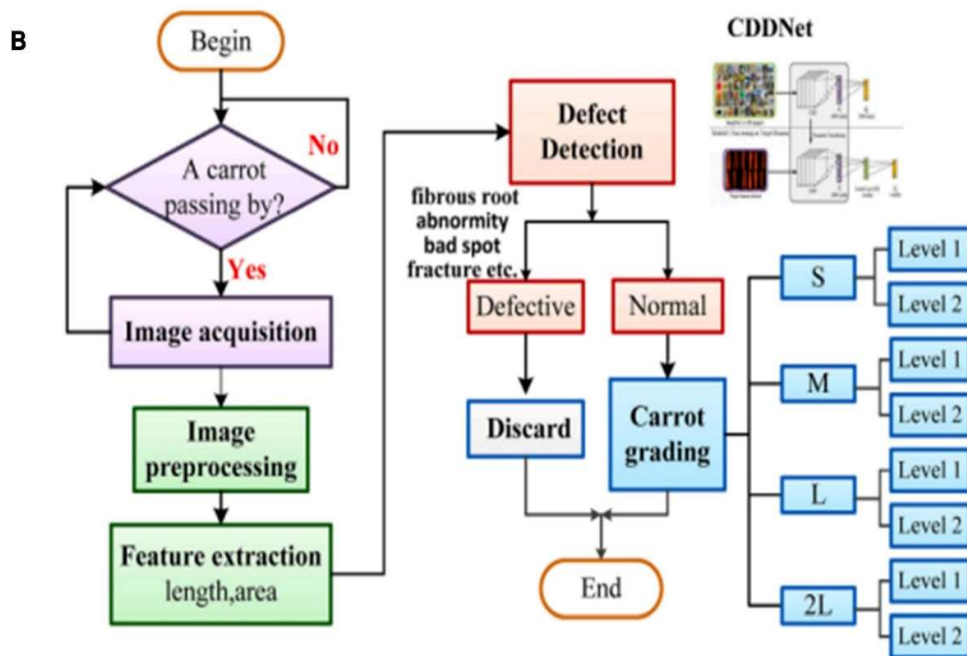 B
Begin
A carrot
passing by?
No
Yes
Image acquisition
Image
preprocessing
Feature extraction
length,area
CDDNet
Defect
Detection
fibrous root
abnormity
bad spot
fracture etc.
Defective
Normal
Discard
Carrot
grading
End
S
Level 1
Level 2
M
Level 1
Level 2
L
Level 1
Level 2
2L
Level 1
Level 2